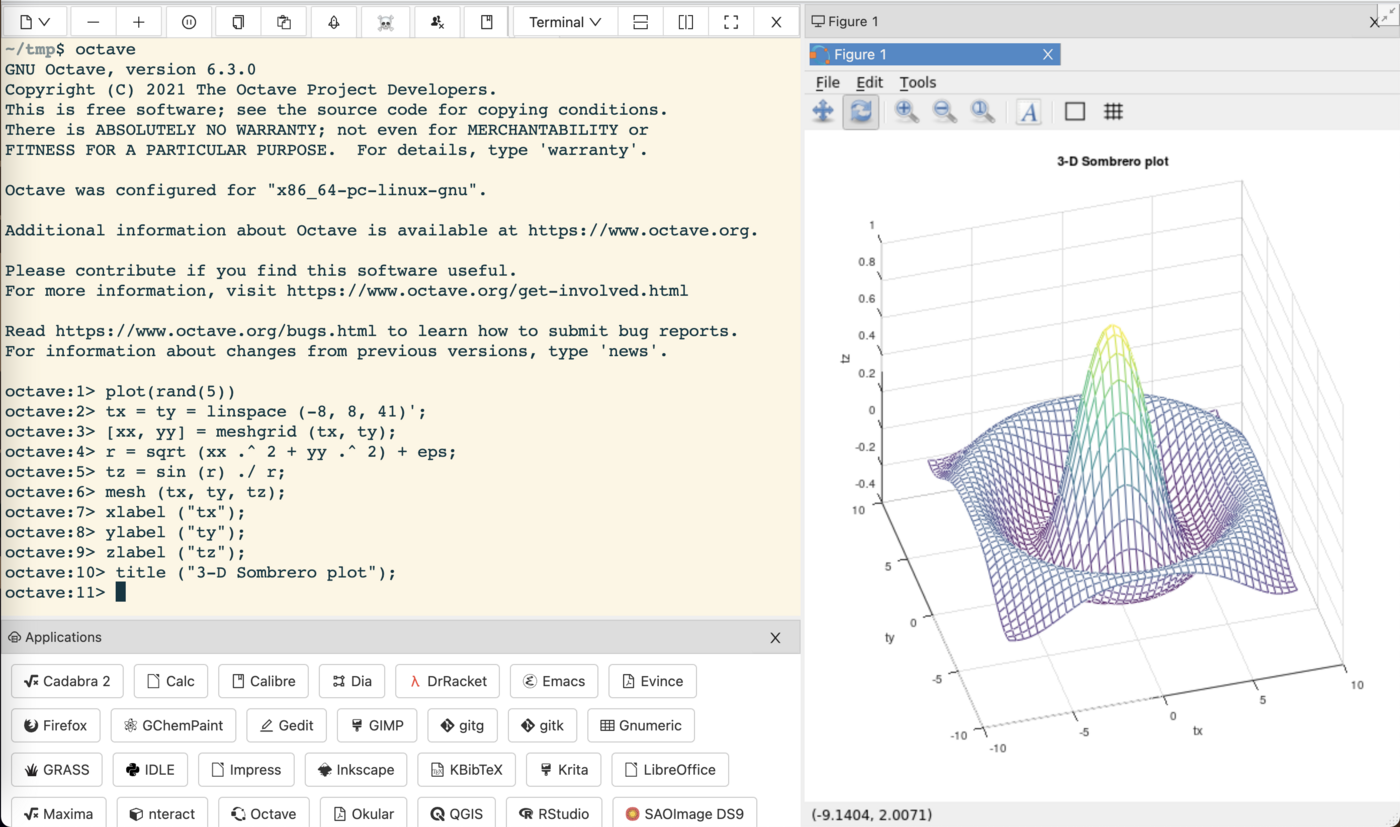 Terminal
~/tmp$ octave
GNU Octave, version 6.3.0
Copyright (C) 2021 The Octave Project Developers.
This is free software; see the source code for copying conditions.
There is ABSOLUTELY NO WARRANTY; not even for MERCHANTABILITY or
FITNESS FOR A PARTICULAR PURPOSE.  For details, type 'warranty'.
Octave was configured for "x86_64-pc-linux-gnu".
Additional information about Octave is available at https://www.octave.org.
Please contribute if you find this software useful.
For more information, visit https://www.octave.org/get-involved.html
Read https://www.octave.org/bugs.html to learn how to submit bug reports.
For information about changes from previous versions, type 'news'.
octave:1> plot(rand(5))
octave:2> tx = ty = linspace (-8, 8, 41)';
octave:3> [xx, yy] = meshgrid (tx, ty);
octave:4> r = sqrt (xx .^ 2 + yy .^ 2) + eps;
octave:5> tz = sin (r) ./ r;
octave:6> mesh (tx, ty, tz);
octave:7> xlabel ("tx");
octave:8> ylabel ("ty");
octave:9> zlabel ("tz");
octave:10> title ("3-D Sombrero plot");
octave:11>
Applications
Cadabra 2 Calc Calibre Dia DrRacket Emacs Evince
Firefox GChemPaint Gedit GIMP gitg gitk Gnumeric
GRASS IDLE Impress Inkscape KBibTeX Krita LibreOffice
Maxima nteract Octave Okular QGIS RStudio SAOImage DS9
Figure 1
Figure 1
File Edit Tools
A
3-D Sombrero plot
1
0.8
0.6
0.4
tz
0.2
0
-0.2
-0.4
10
5
0
ty
-5
-10
-10
-5
0
tx
5
10
(-9.1404, 2.0071)